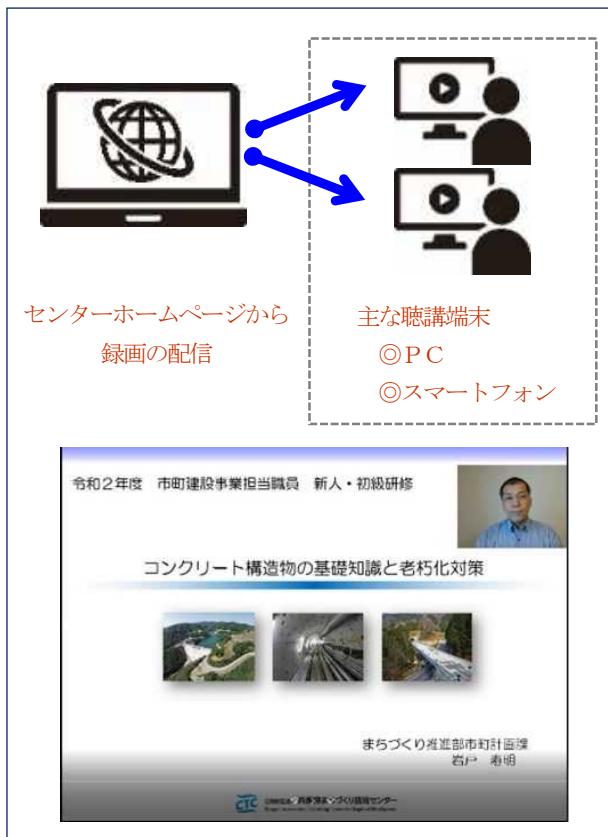 センターホームページから
録画の配信
主な聴講端末
◎PC
◎スマートフォン
令和2年度 市町建設事業担当職員 新人・初級研修
コンクリート構造物の基礎知識と老朽化対策
まちづくり推進部市町計画課
岩戸 寿明
CTC